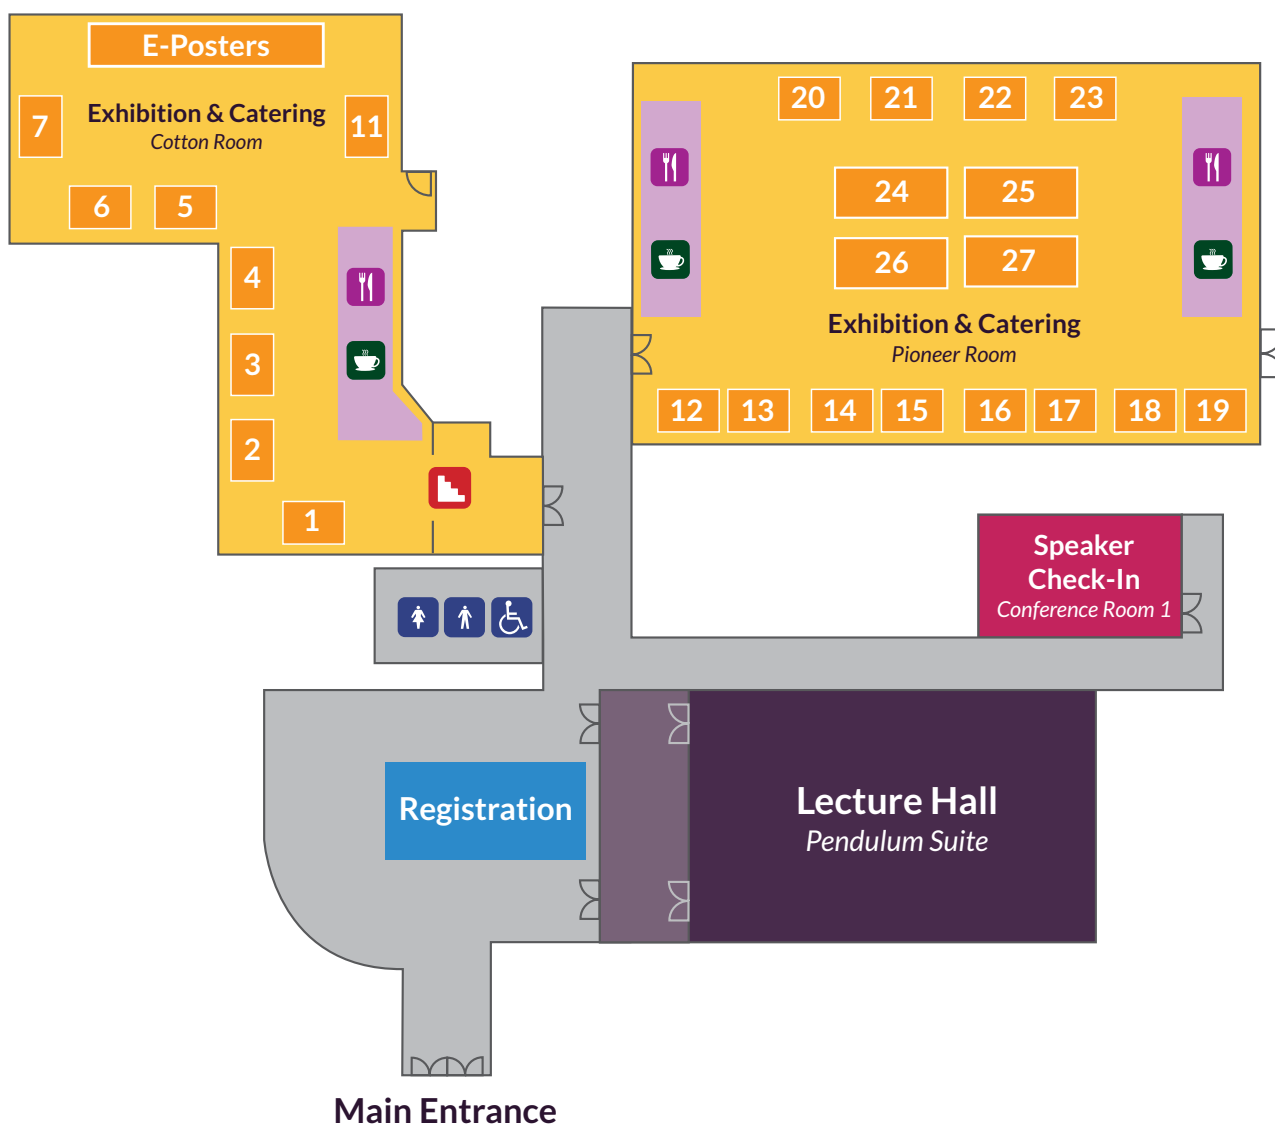 E-Posters
Exhibition & Catering
Cotton Room
7
11
6
5
4
3
2
1
20
21
22
23
24
25
26
27
Exhibition & Catering
Pioneer Room
12
13
14
15
16
17
18
19
Speaker
Check-In
Conference Room 1
Registration
Lecture Hall
Pendulum Suite
Main Entrance